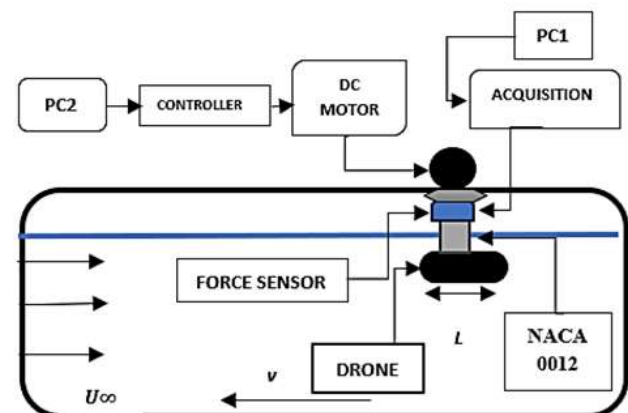 PC1
DC
MOTOR
PC2
CONTROLLER
ACQUISITION
FORCE SENSOR
L
NACA
0012
DRONE
v
U∞